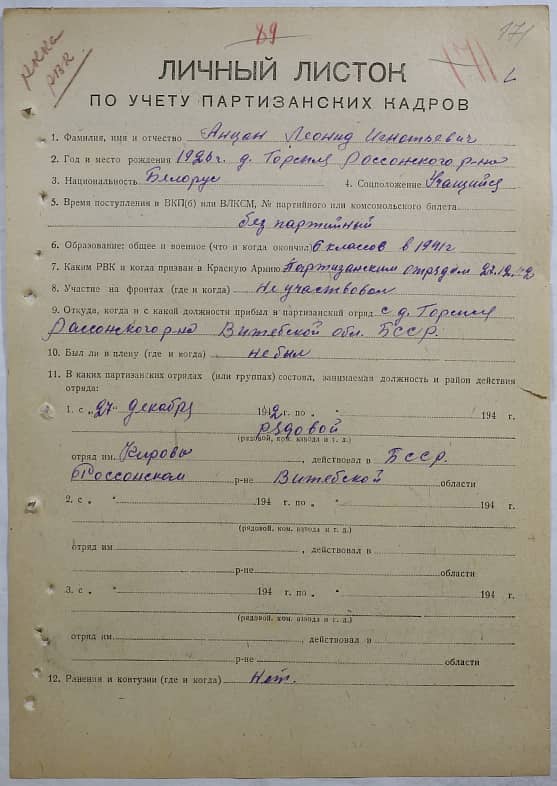 РККА
РВК
89
171
171
ЛИЧНЫЙ ЛИСТОК
ПО УЧЕТУ ПАРТИЗАНСКИХ КАДРОВ
1. Фамилия, имя и отчество Анцан Леонид Игнатьевич
2. Год и место рождения 1926 г. д. Россонского р-на
3. Национальность Белорус 4. Соцположение Учащийся
5. Время поступления в ВКП(б) или ВЛКСМ, № партийного или комсомольского билета
без партийный
6. Образование: общее и военное (что и когда окончил) 6 классов в 1941 г
7. Каким РВК и когда призван в Красную Армию Партизанским отрядом 27.12.42
8. Участие на фронтах (где и когда) Не участвовал
9. Откуда, когда и с какой должности прибыл в партизанский отряд с д.
Россонского р-на Витебской обл. БССР.
10. Был ли в плену (где и когда) не был
11. В каких партизанских отрядах (или группах) состоял, занимаемая должность и район действия
отряда:
1. с „27“ декабря 1942 г. по „ “ 194 г.
рядовой
(рядовой, ком. взвода и т. д.)
отряд им. Кирова, действовал в БССР.
Россонском р-не Витебской области
2. с „ “ 194 г. по „ “ 194 г.
(рядовой, ком. взвода и т. д.)
отряд им , действовал в
р-не области
3. с „ “ 194 г. по „ “ 194 г.
(рядовой, ком. взвода и т. д.)
отряд им , действовал в
р-не области
12. Ранения и контузии (где и когда) Нет.